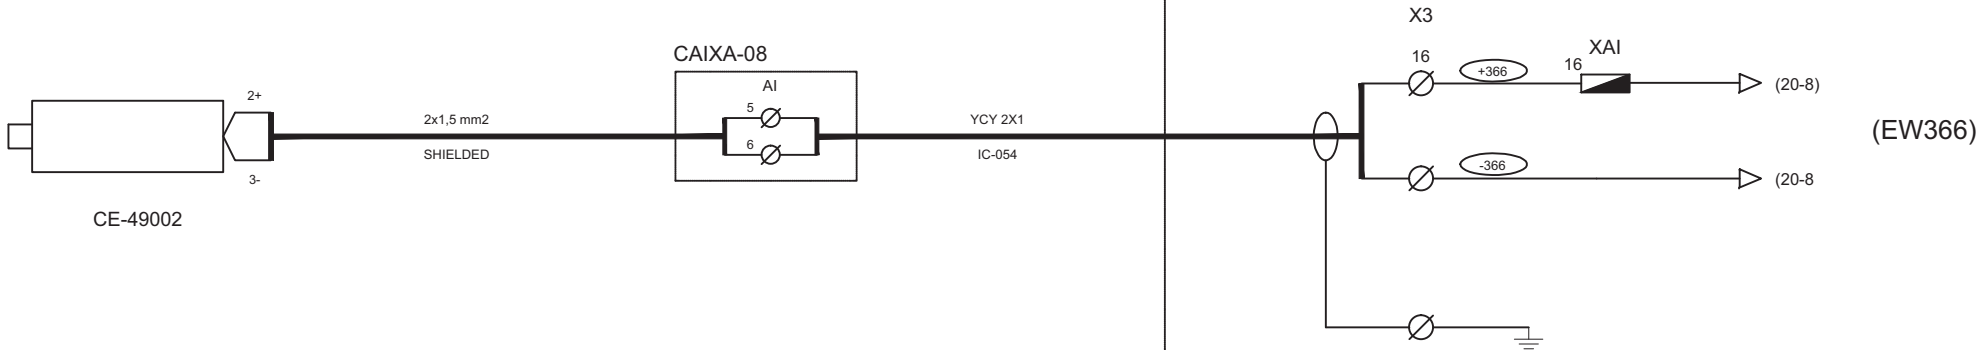 X3
CAIXA-08
16
XAI
16
+366
AI
(20-8)
2+
5
2x1,5 mm2
YCY 2X1
(EW366)
6
SHIELDED
IC-054
-366
3-
(20-8
CE-49002